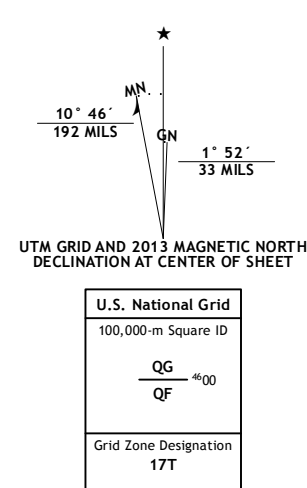 ★
MN
10° 46´
192 MILS
GN
1° 52´
33 MILS
UTM GRID AND 2013 MAGNETIC NORTH
DECLINATION AT CENTER OF SHEET
U.S. National Grid
100,000-m Square ID
QG
4600
QF
Grid Zone Designation
17T